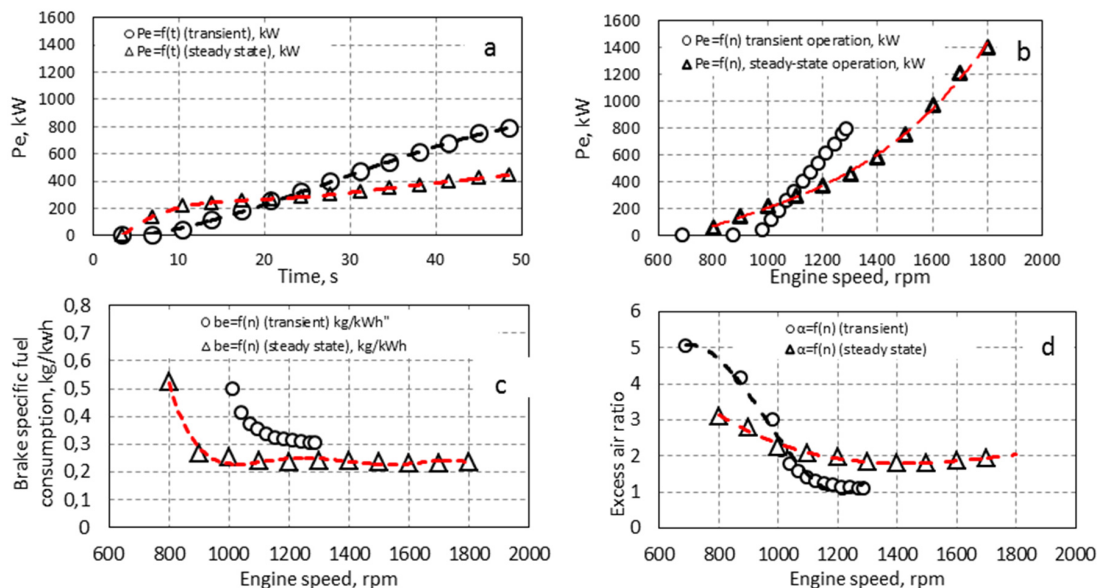 1600
1400
1200
1000
800
600
400
200
0
Pe, kW
Pe=f(t) (transient), kW
Pe=f(t) (steady state), kW
a
0 10 20 30 40 50
Time, s
1600
1400
1200
1000
800
600
400
200
0
Pe, kW
Pe=f(n) transient operation, kW
Pe=f(n), steady-state operation, kW
b
600 800 1000 1200 1400 1600 1800 2000
Engine speed, rpm
0,8
0,7
0,6
0,5
0,4
0,3
0,2
0,1
0
Brake specific fuel
consumption, kg/kwh
be=f(n) (transient) kg/kWh"
be=f(n) (steady state), kg/kWh
c
600 800 1000 1200 1400 1600 1800 2000
Engine speed, rpm
6
5
4
3
2
1
0
Excess air ratio
α=f(n) (transient)
α=f(n) (steady state)
d
600 800 1000 1200 1400 1600 1800 2000
Engine speed, rpm